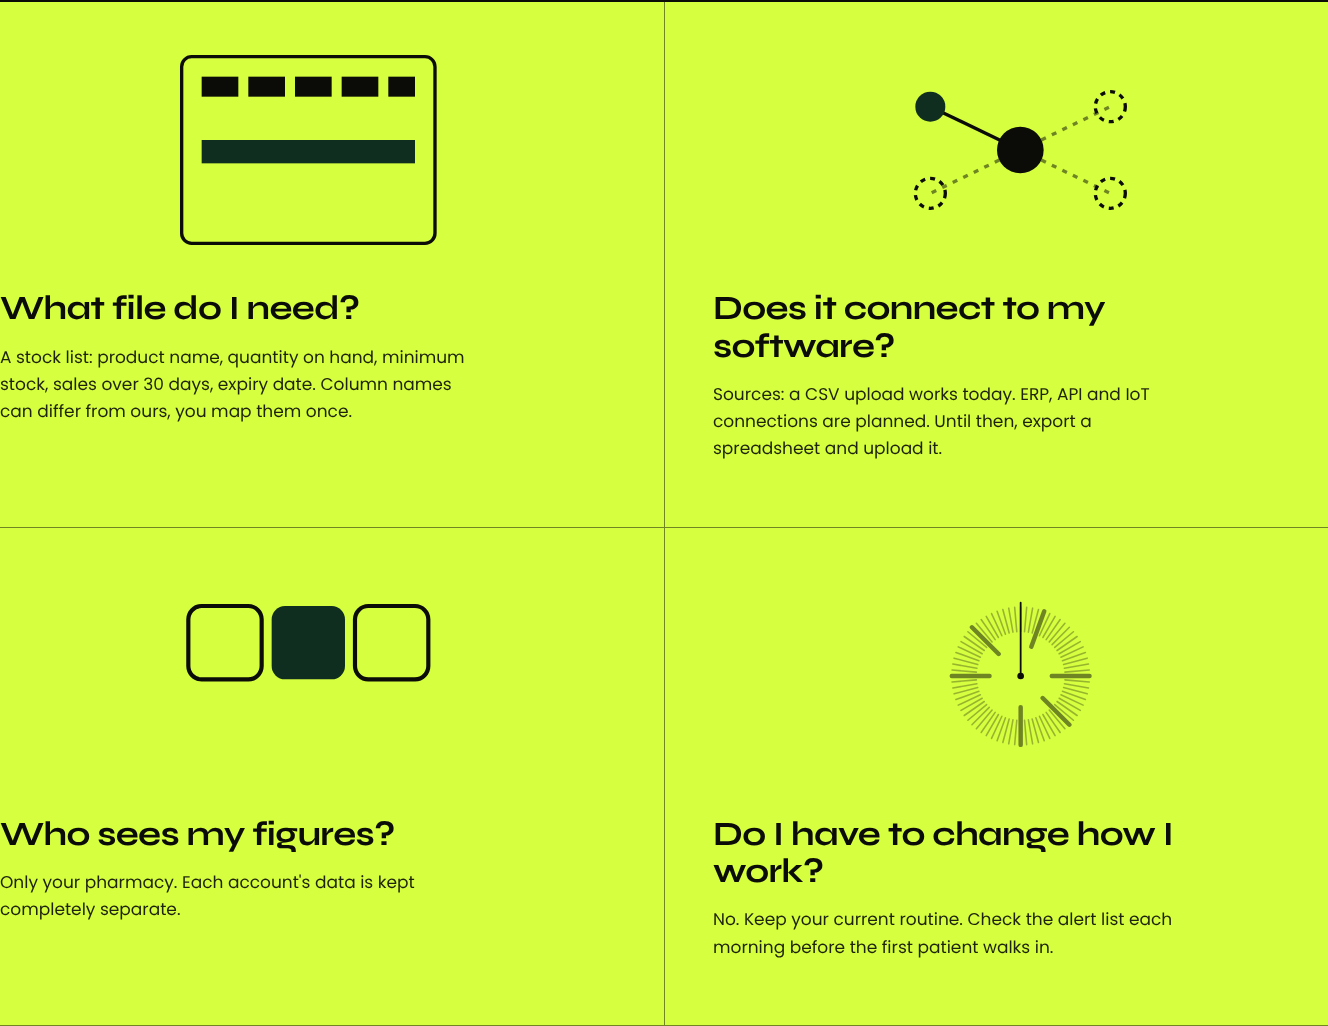 What file do I need?
A stock list: product name, quantity on hand, minimum
stock, sales over 30 days, expiry date. Column names
can differ from ours, you map them once.
Does it connect to my
software?
Sources: a CSV upload works today. ERP, API and IoT
connections are planned. Until then, export a
spreadsheet and upload it.
Who sees my figures?
Only your pharmacy. Each account's data is kept
completely separate.
Do I have to change how I
work?
No. Keep your current routine. Check the alert list each
morning before the first patient walks in.